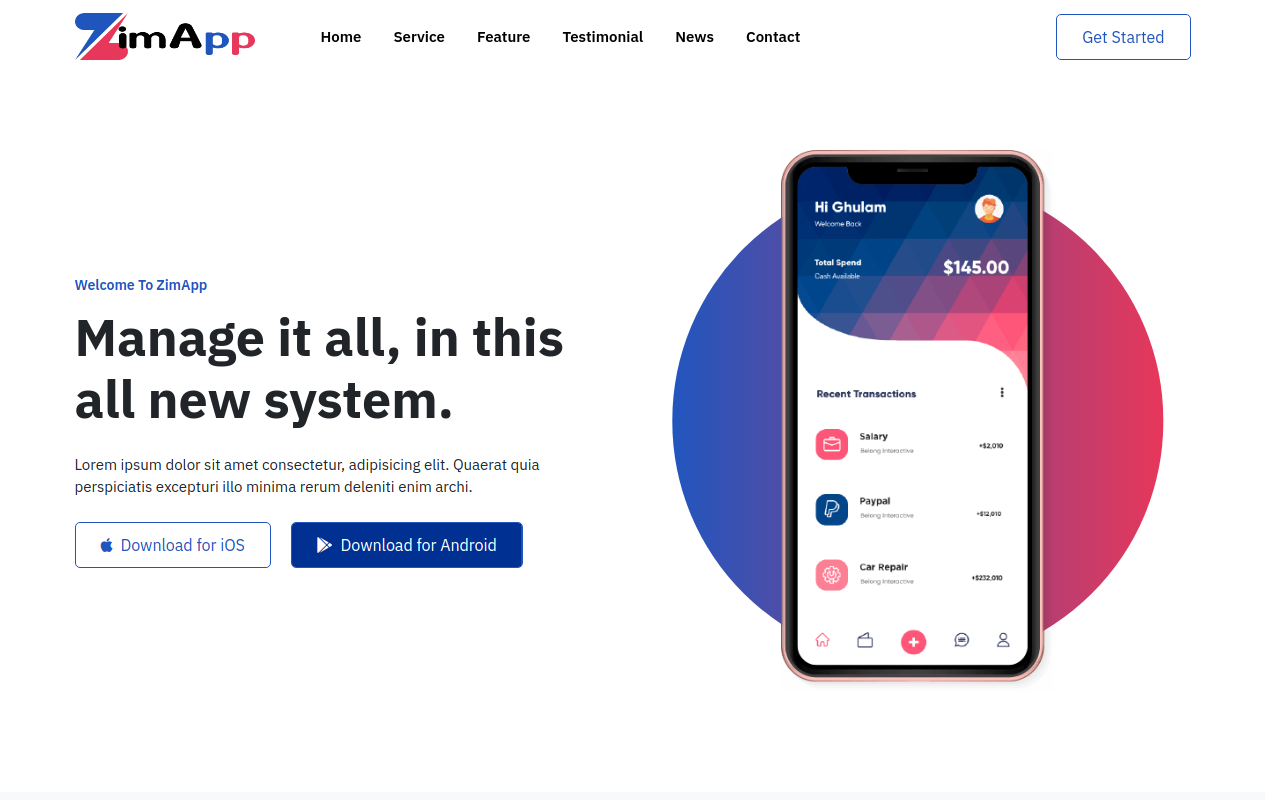 ZimApp
Home Service Feature Testimonial News Contact
Get Started
Welcome To ZimApp
Manage it all, in this
all new system.
Lorem ipsum dolor sit amet consectetur, adipisicing elit. Quaerat quia
perspiciatis excepturi illo minima rerum deleniti enim archi.
Download for iOS
Download for Android
Hi Ghulam
Welcome Back
Total Spend
Cash Available
$145.00
Recent Transactions
Salary
Belong Interactive
+$2,010
Paypal
Belong Interactive
+$12,010
Car Repair
Belong Interactive
+$232,010